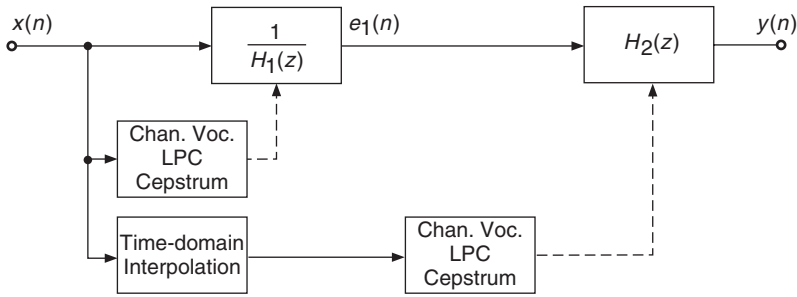 x(n)
1
H₁(z)
e₁(n)
H₂(z)
y(n)
Chan. Voc.
LPC
Cepstrum
Time-domain
Interpolation
Chan. Voc.
LPC
Cepstrum